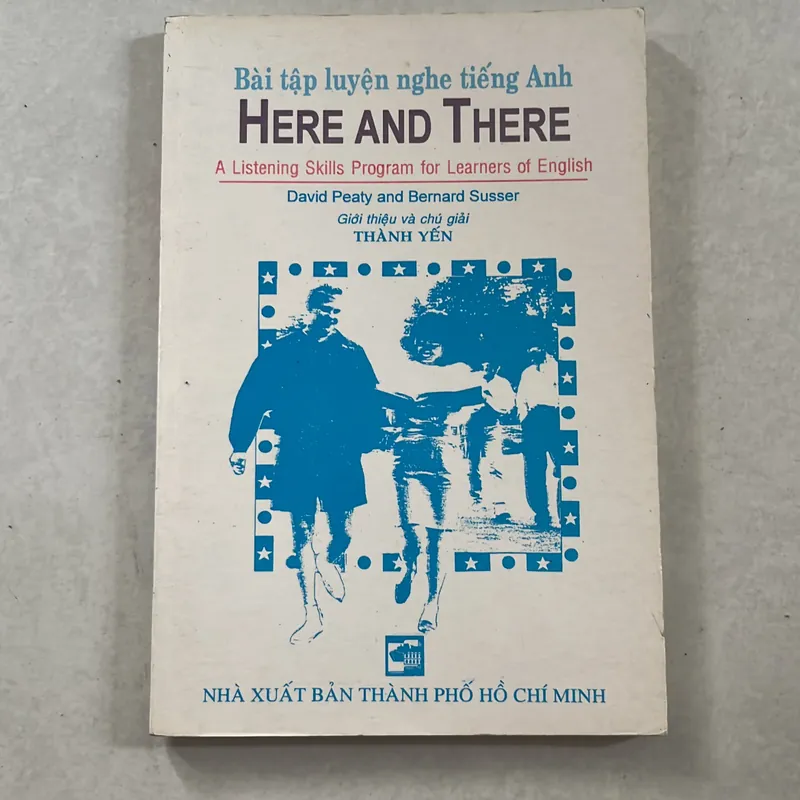 Bài tập luyện nghe tiếng Anh
HERE AND THERE
A Listening Skills Program for Learners of English
David Peaty and Bernard Susser
Giới thiệu và chú giải
THÀNH YẾN
NHÀ XUẤT BẢN THÀNH PHỐ HỒ CHÍ MINH